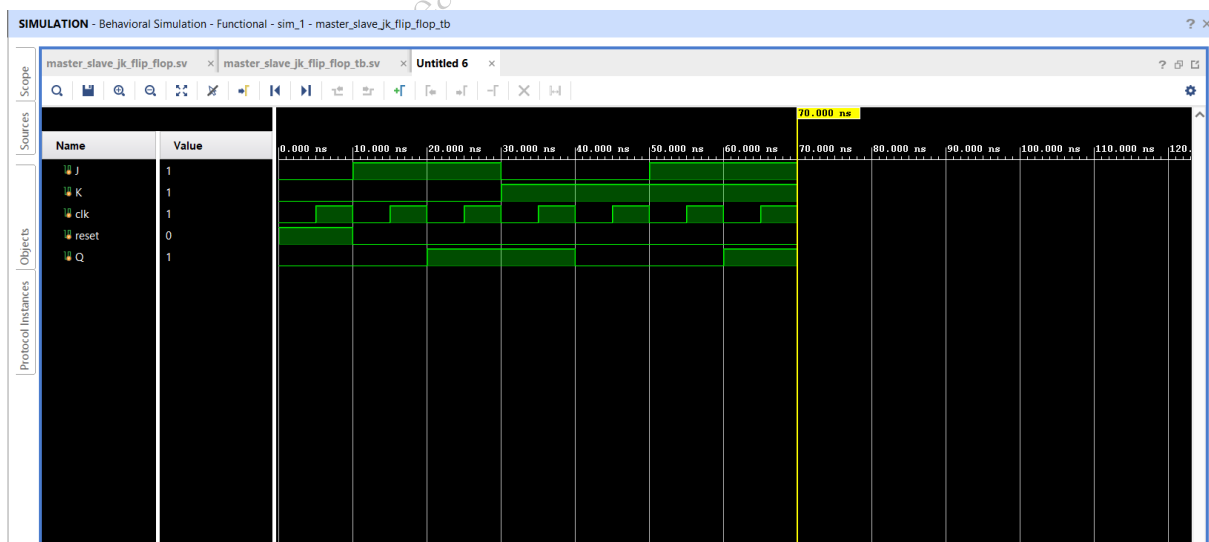 SIMULATION - Behavioral Simulation - Functional - sim_1 - master_slave_jk_flip_flop_tb ? ×
master_slave_jk_flip_flop.sv × master_slave_jk_flip_flop_tb.sv × Untitled 6 × ?
Scope
Sources
Objects
Protocol Instances
70.000 ns
Name Value 0.000 ns 10.000 ns 20.000 ns 30.000 ns 40.000 ns 50.000 ns 60.000 ns 70.000 ns 80.000 ns 90.000 ns 100.000 ns 110.000 ns 120.
J 1
K 1
clk 1
reset 0
Q 1